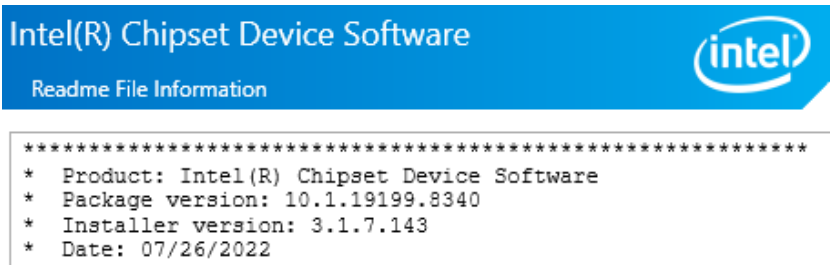 Intel(R) Chipset Device Software
intel
Readme File Information
************************************************************
*  Product: Intel(R) Chipset Device Software
*  Package version: 10.1.19199.8340
*  Installer version: 3.1.7.143
*  Date: 07/26/2022